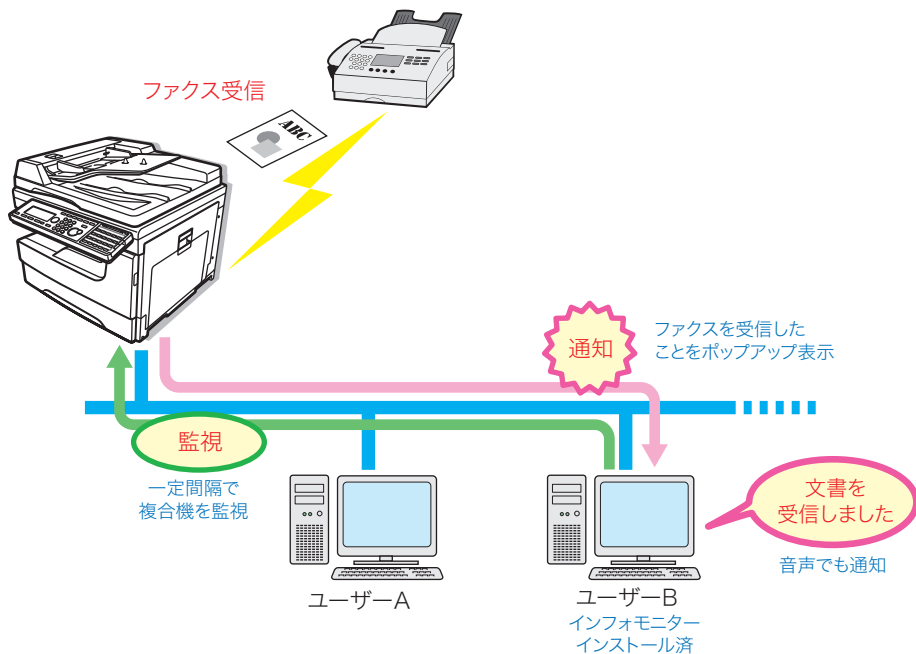 ファクス受信
ABC
通知
ファクスを受信した
ことをポップアップ表示
監視
一定間隔で
複合機を監視
文書を
受信しました
音声でも通知
ユーザーA
ユーザーB
インフォモニター
インストール済